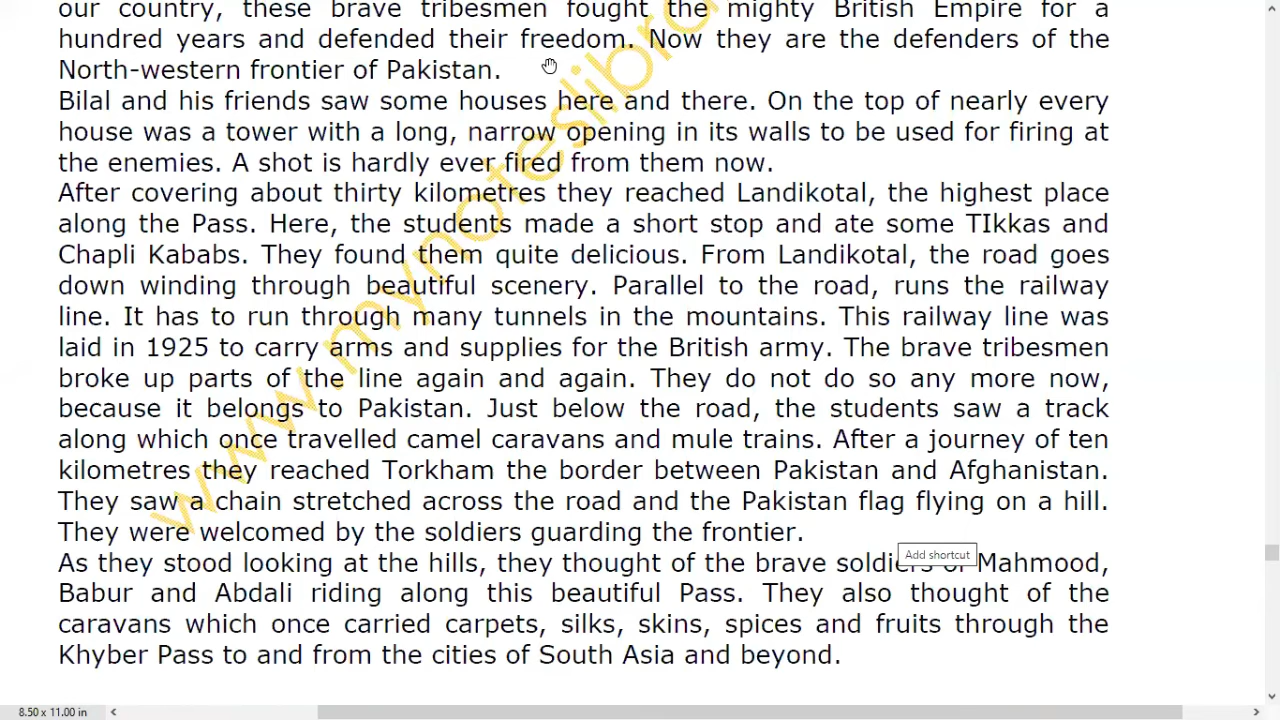 our country, these brave tribesmen fought the mighty British Empire for a
hundred years and defended their freedom. Now they are the defenders of the
North-western frontier of Pakistan.
Bilal and his friends saw some houses here and there. On the top of nearly every
house was a tower with a long, narrow opening in its walls to be used for firing at
the enemies. A shot is hardly ever fired from them now.
After covering about thirty kilometres they reached Landikotal, the highest place
along the Pass. Here, the students made a short stop and ate some TIkkas and
Chapli Kababs. They found them quite delicious. From Landikotal, the road goes
down winding through beautiful scenery. Parallel to the road, runs the railway
line. It has to run through many tunnels in the mountains. This railway line was
laid in 1925 to carry arms and supplies for the British army. The brave tribesmen
broke up parts of the line again and again. They do not do so any more now,
because it belongs to Pakistan. Just below the road, the students saw a track
along which once travelled camel caravans and mule trains. After a journey of ten
kilometres they reached Torkham the border between Pakistan and Afghanistan.
They saw a chain stretched across the road and the Pakistan flag flying on a hill.
They were welcomed by the soldiers guarding the frontier.
Add shortcut
As they stood looking at the hills, they thought of the brave soldiers of Mahmood,
Babur and Abdali riding along this beautiful Pass. They also thought of the
caravans which once carried carpets, silks, skins, spices and fruits through the
Khyber Pass to and from the cities of South Asia and beyond.
www.mynoteslibra
8.50 x 11.00 in